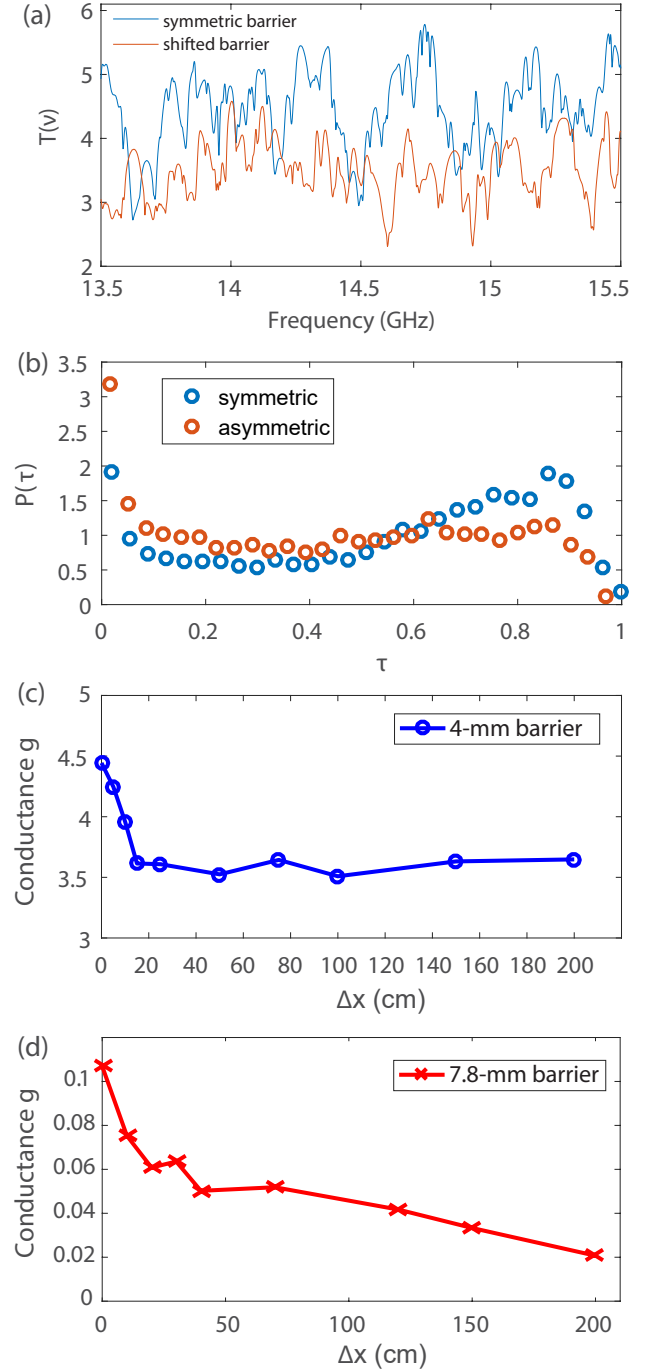 (a)
6
5
4
3
2
T(ν)
symmetric barrier
shifted barrier
13.5 14 14.5 15 15.5
Frequency (GHz)
(b)
3.5
3
2.5
2
1.5
1
0.5
0
P(τ)
symmetric
asymmetric
0 0.2 0.4 0.6 0.8 1
τ
(c)
5
4.5
4
3.5
3
Conductance g
4-mm barrier
0 20 40 60 80 100 120 140 160 180 200
Δx (cm)
(d)
0.1
0.08
0.06
0.04
0.02
0
Conductance g
7.8-mm barrier
0 50 100 150 200
Δx (cm)